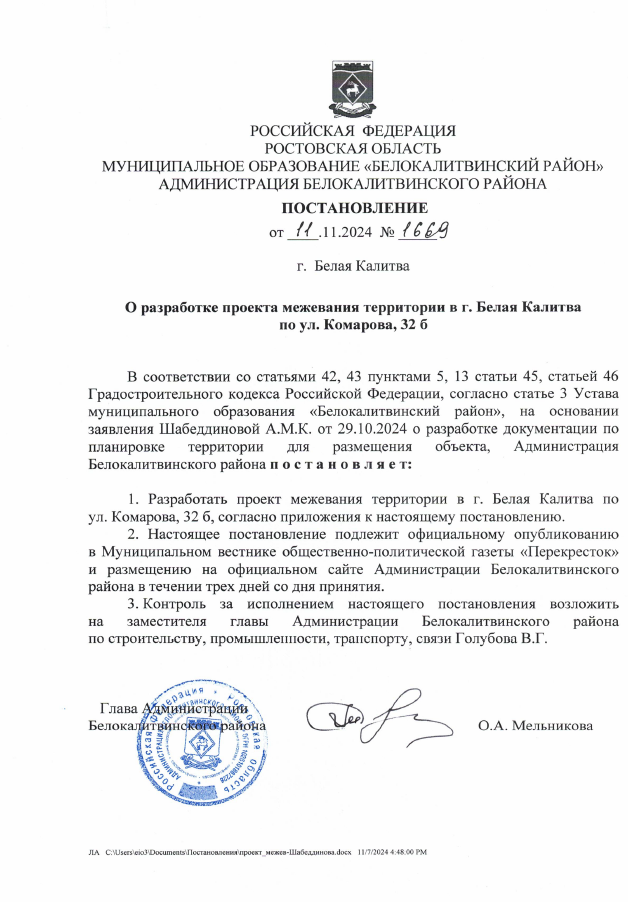 РОССИЙСКАЯ ФЕДЕРАЦИЯ
РОСТОВСКАЯ ОБЛАСТЬ
МУНИЦИПАЛЬНОЕ ОБРАЗОВАНИЕ «БЕЛОКАЛИТВИНСКИЙ РАЙОН»
АДМИНИСТРАЦИЯ БЕЛОКАЛИТВИНСКОГО РАЙОНА
ПОСТАНОВЛЕНИЕ
от 11.11.2024 № 1669
г. Белая Калитва
О разработке проекта межевания территории в г. Белая Калитва
по ул. Комарова, 32 б
В соответствии со статьями 42, 43 пунктами 5, 13 статьи 45, статьей 46
Градостроительного кодекса Российской Федерации, согласно статье 3 Устава
муниципального образования «Белокалитвинский район», на основании
заявления Шабеддиновой А.М.К. от 29.10.2024 о разработке документации по
планировке территории для размещения объекта, Администрация
Белокалитвинского района п о с т а н о в л я е т:
1. Разработать проект межевания территории в г. Белая Калитва по
ул. Комарова, 32 б, согласно приложения к настоящему постановлению.
2. Настоящее постановление подлежит официальному опубликованию
в Муниципальном вестнике общественно-политической газеты «Перекресток»
и размещению на официальном сайте Администрации Белокалитвинского
района в течении трех дней со дня принятия.
3. Контроль за исполнением настоящего постановления возложить
на заместителя главы Администрации Белокалитвинского района
по строительству, промышленности, транспорту, связи Голубова В.Г.
Глава Администрации
Белокалитвинского района О.А. Мельникова
Российская Федерация * Ростовская область
ЛА C:\Users\eio3\Documents\Постановления\проект_межев-Шабеддинова.docx 11/7/2024 4:48:00 PM